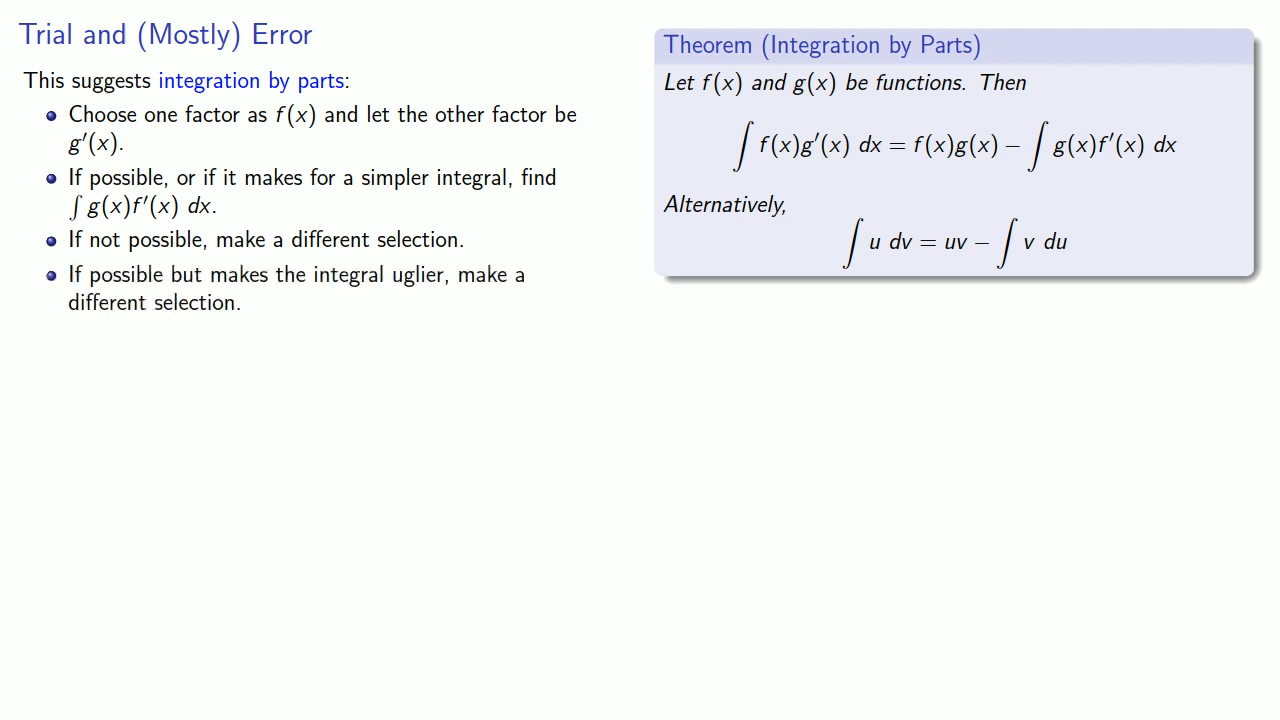 Trial and (Mostly) Error
This suggests integration by parts:
Choose one factor as f(x) and let the other factor be
g′(x).
If possible, or if it makes for a simpler integral, find
∫ g(x)f′(x) dx.
If not possible, make a different selection.
If possible but makes the integral uglier, make a
different selection.
Theorem (Integration by Parts)
Let f(x) and g(x) be functions. Then
∫ f(x)g′(x) dx = f(x)g(x) − ∫ g(x)f′(x) dx
Alternatively,
∫ u dv = uv − ∫ v du